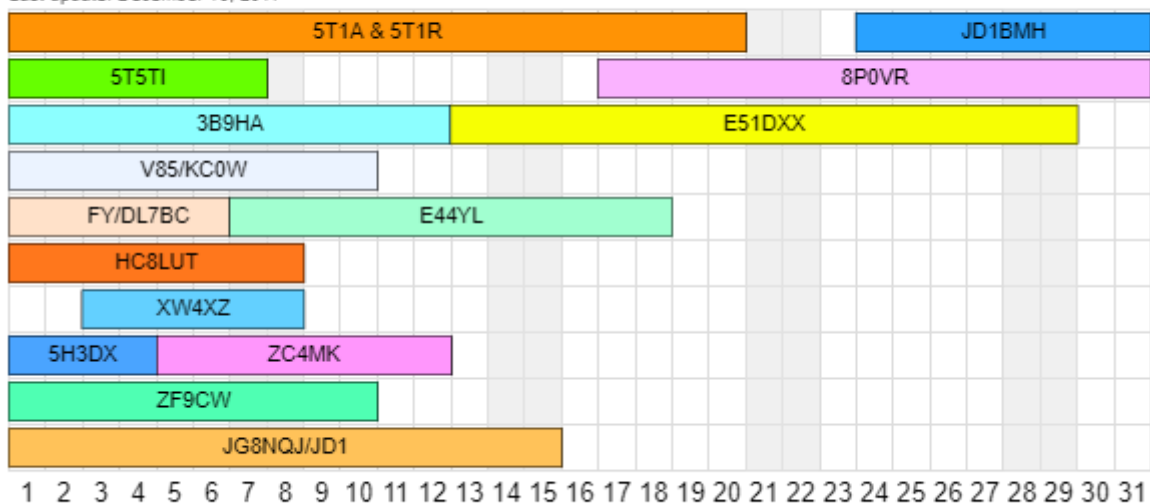 5T1A & 5T1R JD1BMH
5T5TI 8P0VR
3B9HA E51DXX
V85/KC0W
FY/DL7BC E44YL
HC8LUT
XW4XZ
5H3DX ZC4MK
ZF9CW
JG8NQJ/JD1
1 2 3 4 5 6 7 8 9 10 11 12 13 14 15 16 17 18 19 20 21 22 23 24 25 26 27 28 29 30 31